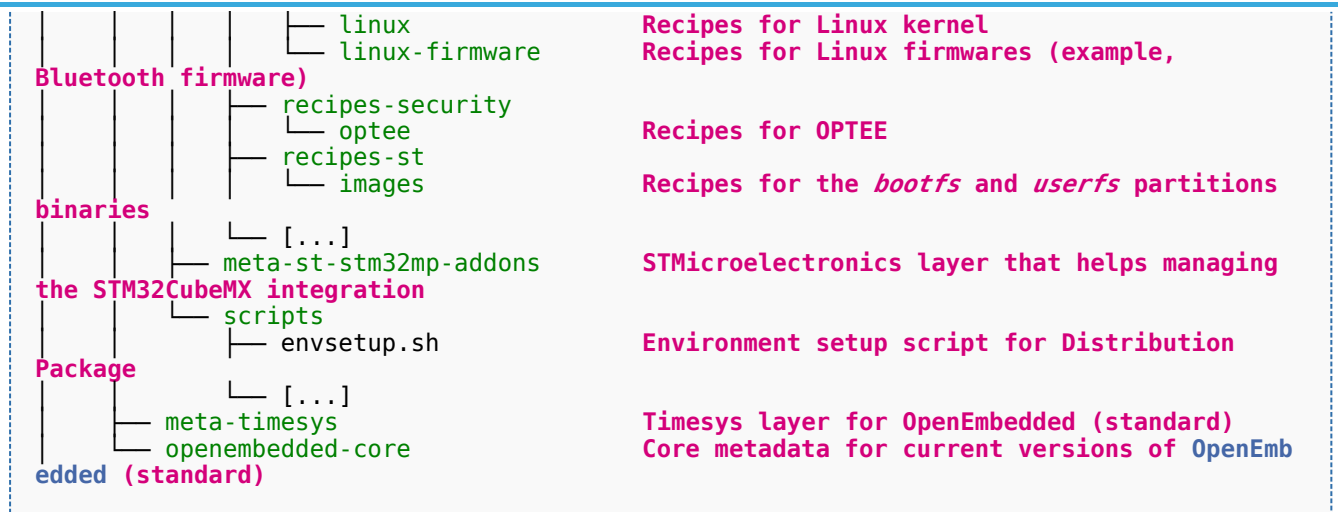 │   │   │   │   ├── linux                    Recipes for Linux kernel
│   │   │   │   └── linux-firmware           Recipes for Linux firmwares (example,
Bluetooth firmware)
│   │   │   ├── recipes-security
│   │   │   │   └── optee                    Recipes for OPTEE
│   │   │   ├── recipes-st
│   │   │   │   └── images                   Recipes for the bootfs and userfs partitions
binaries
│   │   │   └── [...]
│   │   ├── meta-st-stm32mp-addons       STMicroelectronics layer that helps managing
the STM32CubeMX integration
│   │   └── scripts
│   │       ├── envsetup.sh              Environment setup script for Distribution
Package
│   │       └── [...]
│   ├── meta-timesys                     Timesys layer for OpenEmbedded (standard)
│   └── openembedded-core                Core metadata for current versions of OpenEmb
edded (standard)